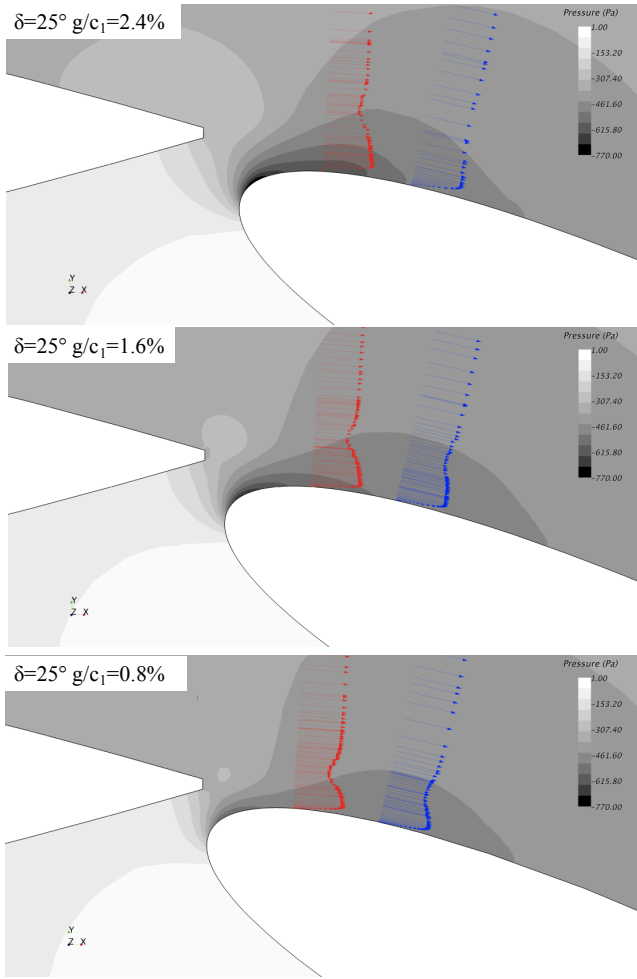 δ=25° g/c₁=2.4%
Pressure (Pa)
1.00
-153.20
-307.40
-461.60
-615.80
-770.00
Y
Z X
δ=25° g/c₁=1.6%
Pressure (Pa)
1.00
-153.20
-307.40
-461.60
-615.80
-770.00
Y
Z X
δ=25° g/c₁=0.8%
Pressure (Pa)
1.00
-153.20
-307.40
-461.60
-615.80
-770.00
Y
Z X